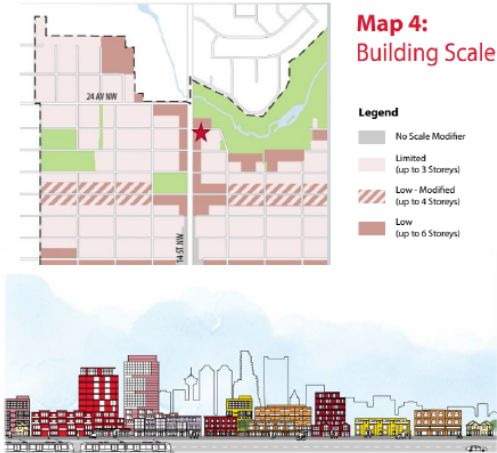 Map 4:
Building Scale
24 AV NW
14 ST NW
Legend
No Scale Modifier
Limited
(up to 3 Storeys)
Low - Modified
(up to 4 Storeys)
Low
(up to 6 Storeys)